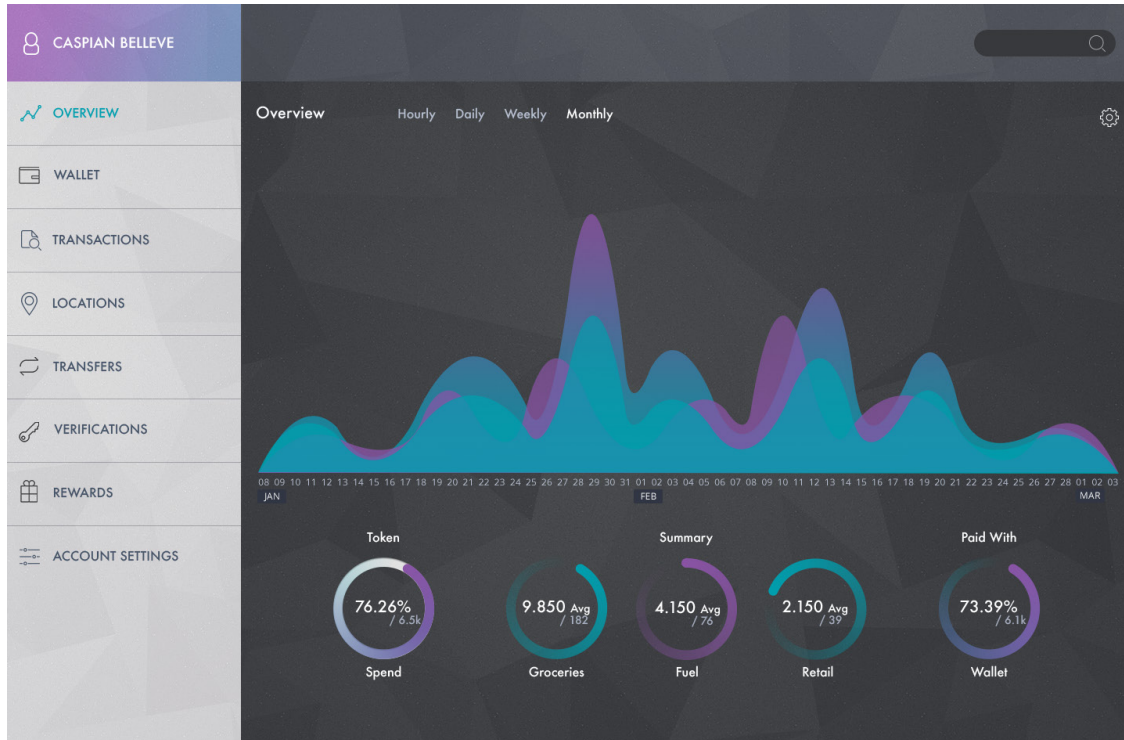 CASPIAN BELLEVE
OVERVIEW
WALLET
TRANSACTIONS
LOCATIONS
TRANSFERS
VERIFICATIONS
REWARDS
ACCOUNT SETTINGS
Overview Hourly Daily Weekly Monthly
08 09 10 11 12 13 14 15 16 17 18 19 20 21 22 23 24 25 26 27 28 29 30 31 01 02 03 04 05 06 07 08 09 10 11 12 13 14 15 16 17 18 19 20 21 22 23 24 25 26 27 28 01 02 03
JAN FEB MAR
Token Summary Paid With
76.26% 9.850 Avg 4.150 Avg 2.150 Avg 73.39%
/ 6.5k / 182 / 76 / 39 / 6.1k
Spend Groceries Fuel Retail Wallet